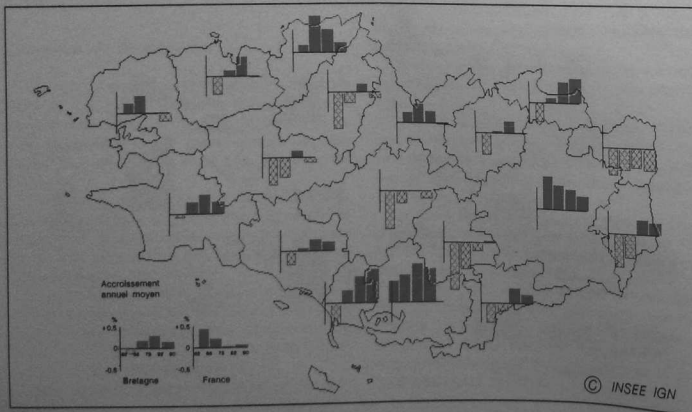 Accroissement
annuel moyen
% %
+0.5 +0.5
0 0
-0.5 -0.5
Bretagne France
© INSEE IGN